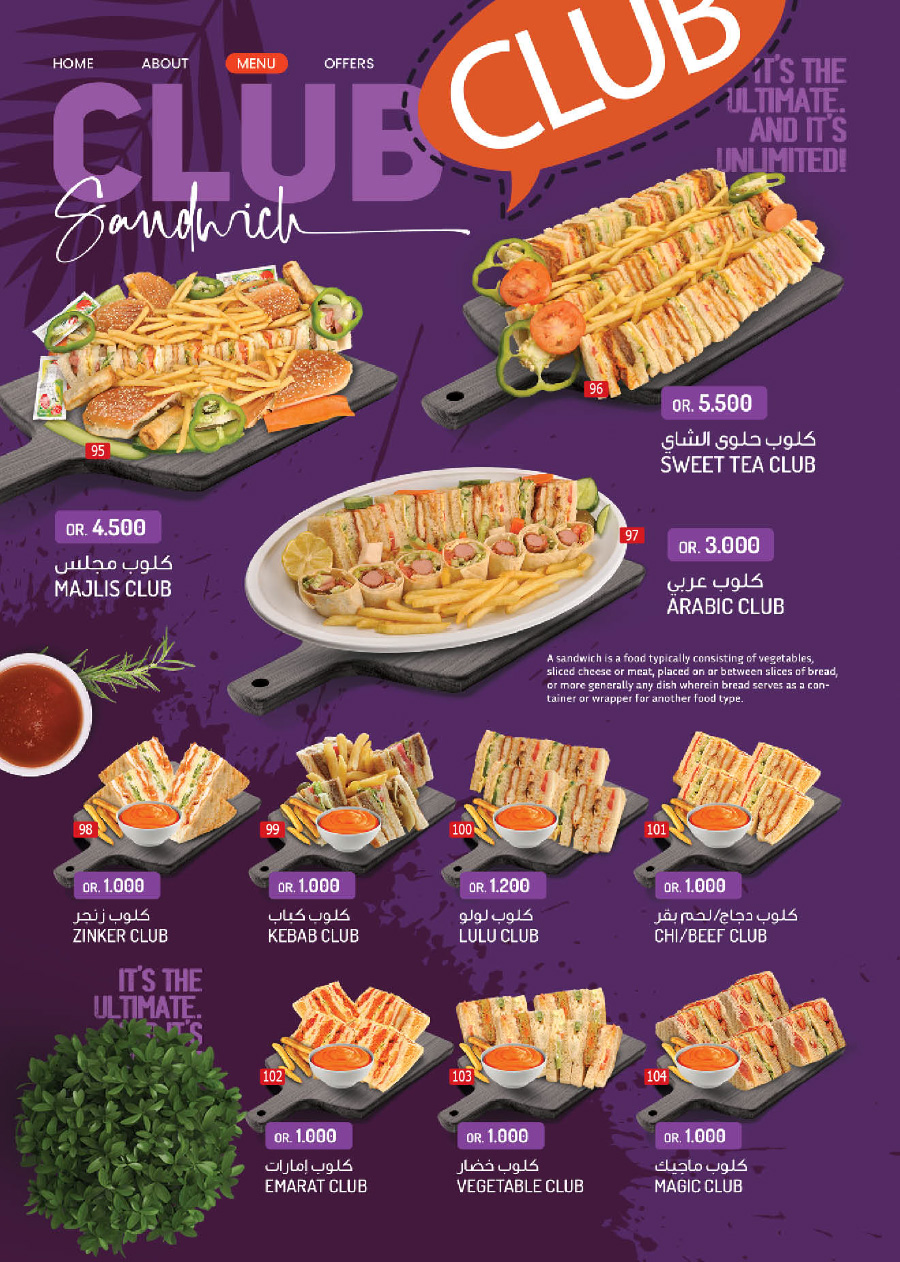 HOME ABOUT MENU OFFERS
CLUB
Sandwich
CLUB
IT'S THE
ULTIMATE.
AND IT'S
UNLIMITED!
95
OR. 4.500
كلوب مجلس
MAJLIS CLUB
96
OR. 5.500
كلوب حلوى الشاي
SWEET TEA CLUB
97
OR. 3.000
كلوب عربي
ARABIC CLUB
A sandwich is a food typically consisting of vegetables,
sliced cheese or meat, placed on or between slices of bread,
or more generally any dish wherein bread serves as a con-
tainer or wrapper for another food type.
98
OR. 1.000
كلوب زنجر
ZINKER CLUB
99
OR. 1.000
كلوب كباب
KEBAB CLUB
100
OR. 1.200
كلوب لولو
LULU CLUB
101
OR. 1.000
كلوب دجاج/لحم بقر
CHI/BEEF CLUB
IT'S THE
ULTIMATE.
IT'S
102
OR. 1.000
كلوب إمارات
EMARAT CLUB
103
OR. 1.000
كلوب خضار
VEGETABLE CLUB
104
OR. 1.000
كلوب ماجيك
MAGIC CLUB